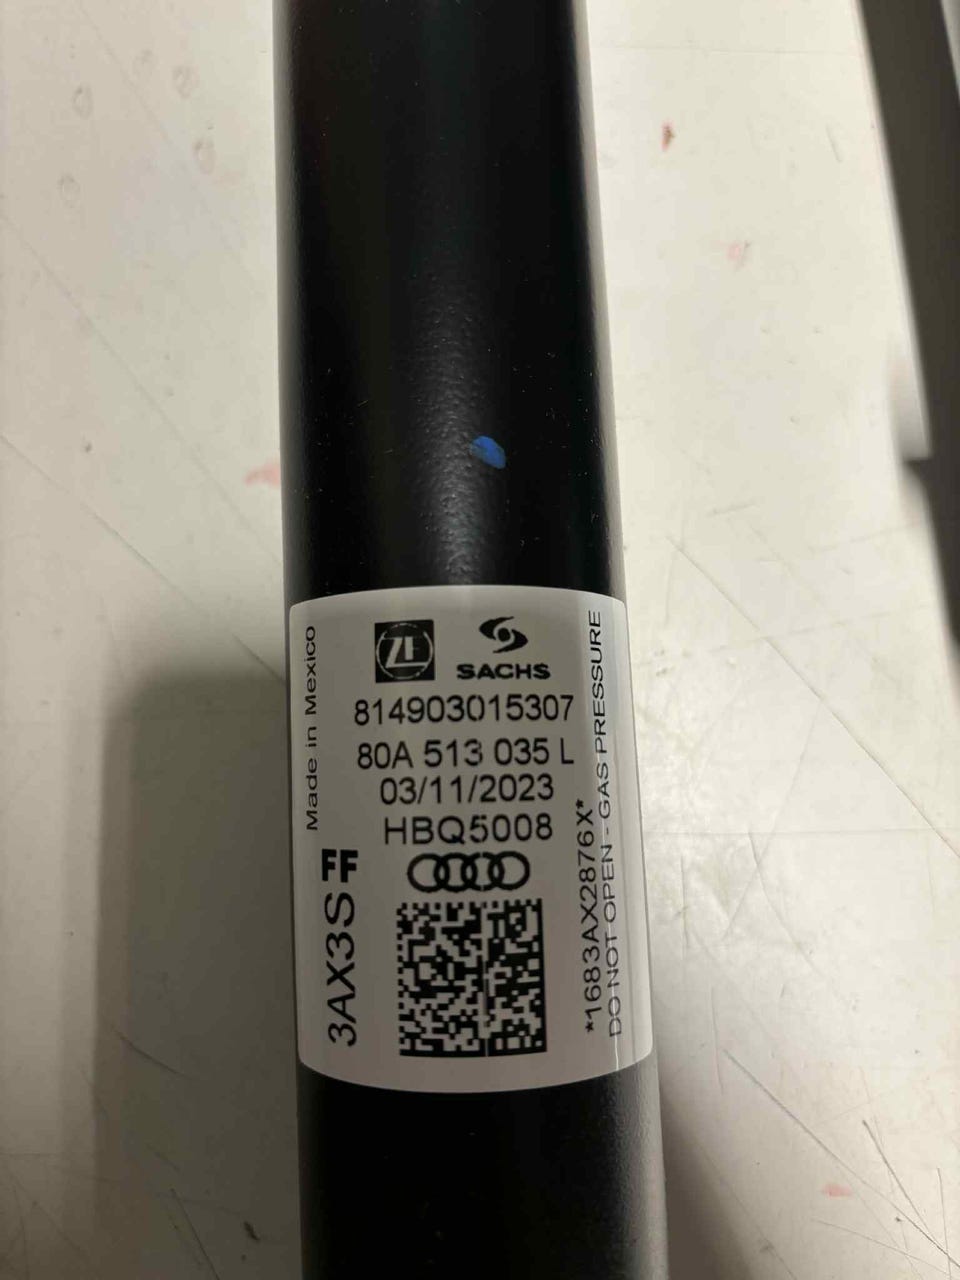 ZF
SACHS
814903015307
80A 513 035 L
03/11/2023
HBQ5008
Made in Mexico
3AX3S FF
*1683AX2876X*
DO NOT OPEN - GAS PRESSURE